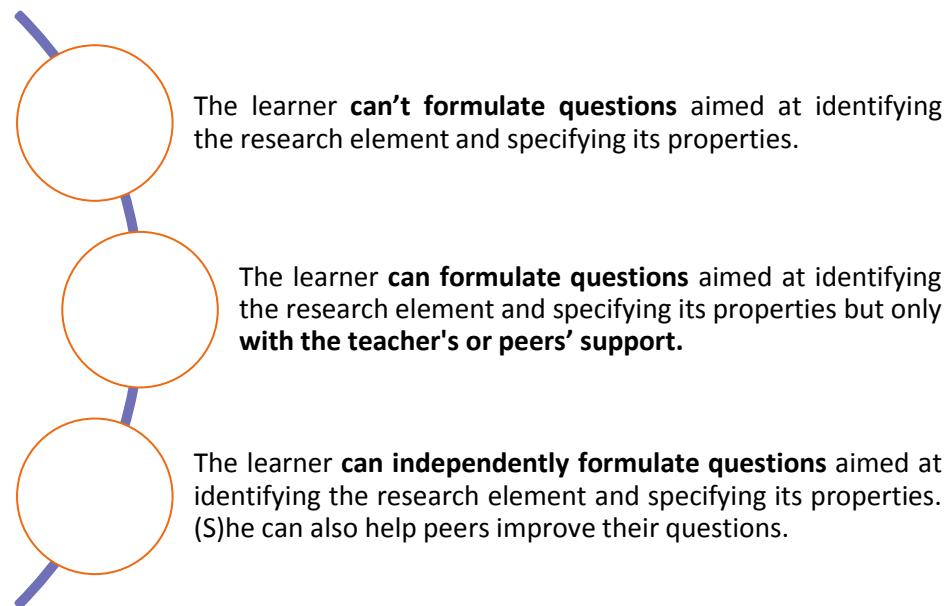 The learner can’t formulate questions aimed at identifying
the research element and specifying its properties.
The learner can formulate questions aimed at identifying
the research element and specifying its properties but only
with the teacher's or peers’ support.
The learner can independently formulate questions aimed at
identifying the research element and specifying its properties.
(S)he can also help peers improve their questions.